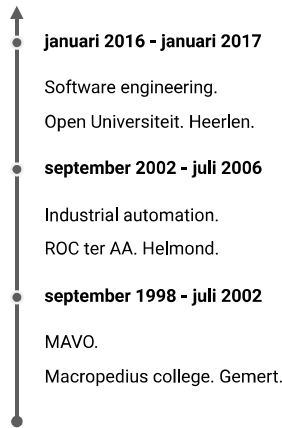 januari 2016 - januari 2017
Software engineering.
Open Universiteit. Heerlen.
september 2002 - juli 2006
Industrial automation.
ROC ter AA. Helmond.
september 1998 - juli 2002
MAVO.
Macropedius college. Gemert.